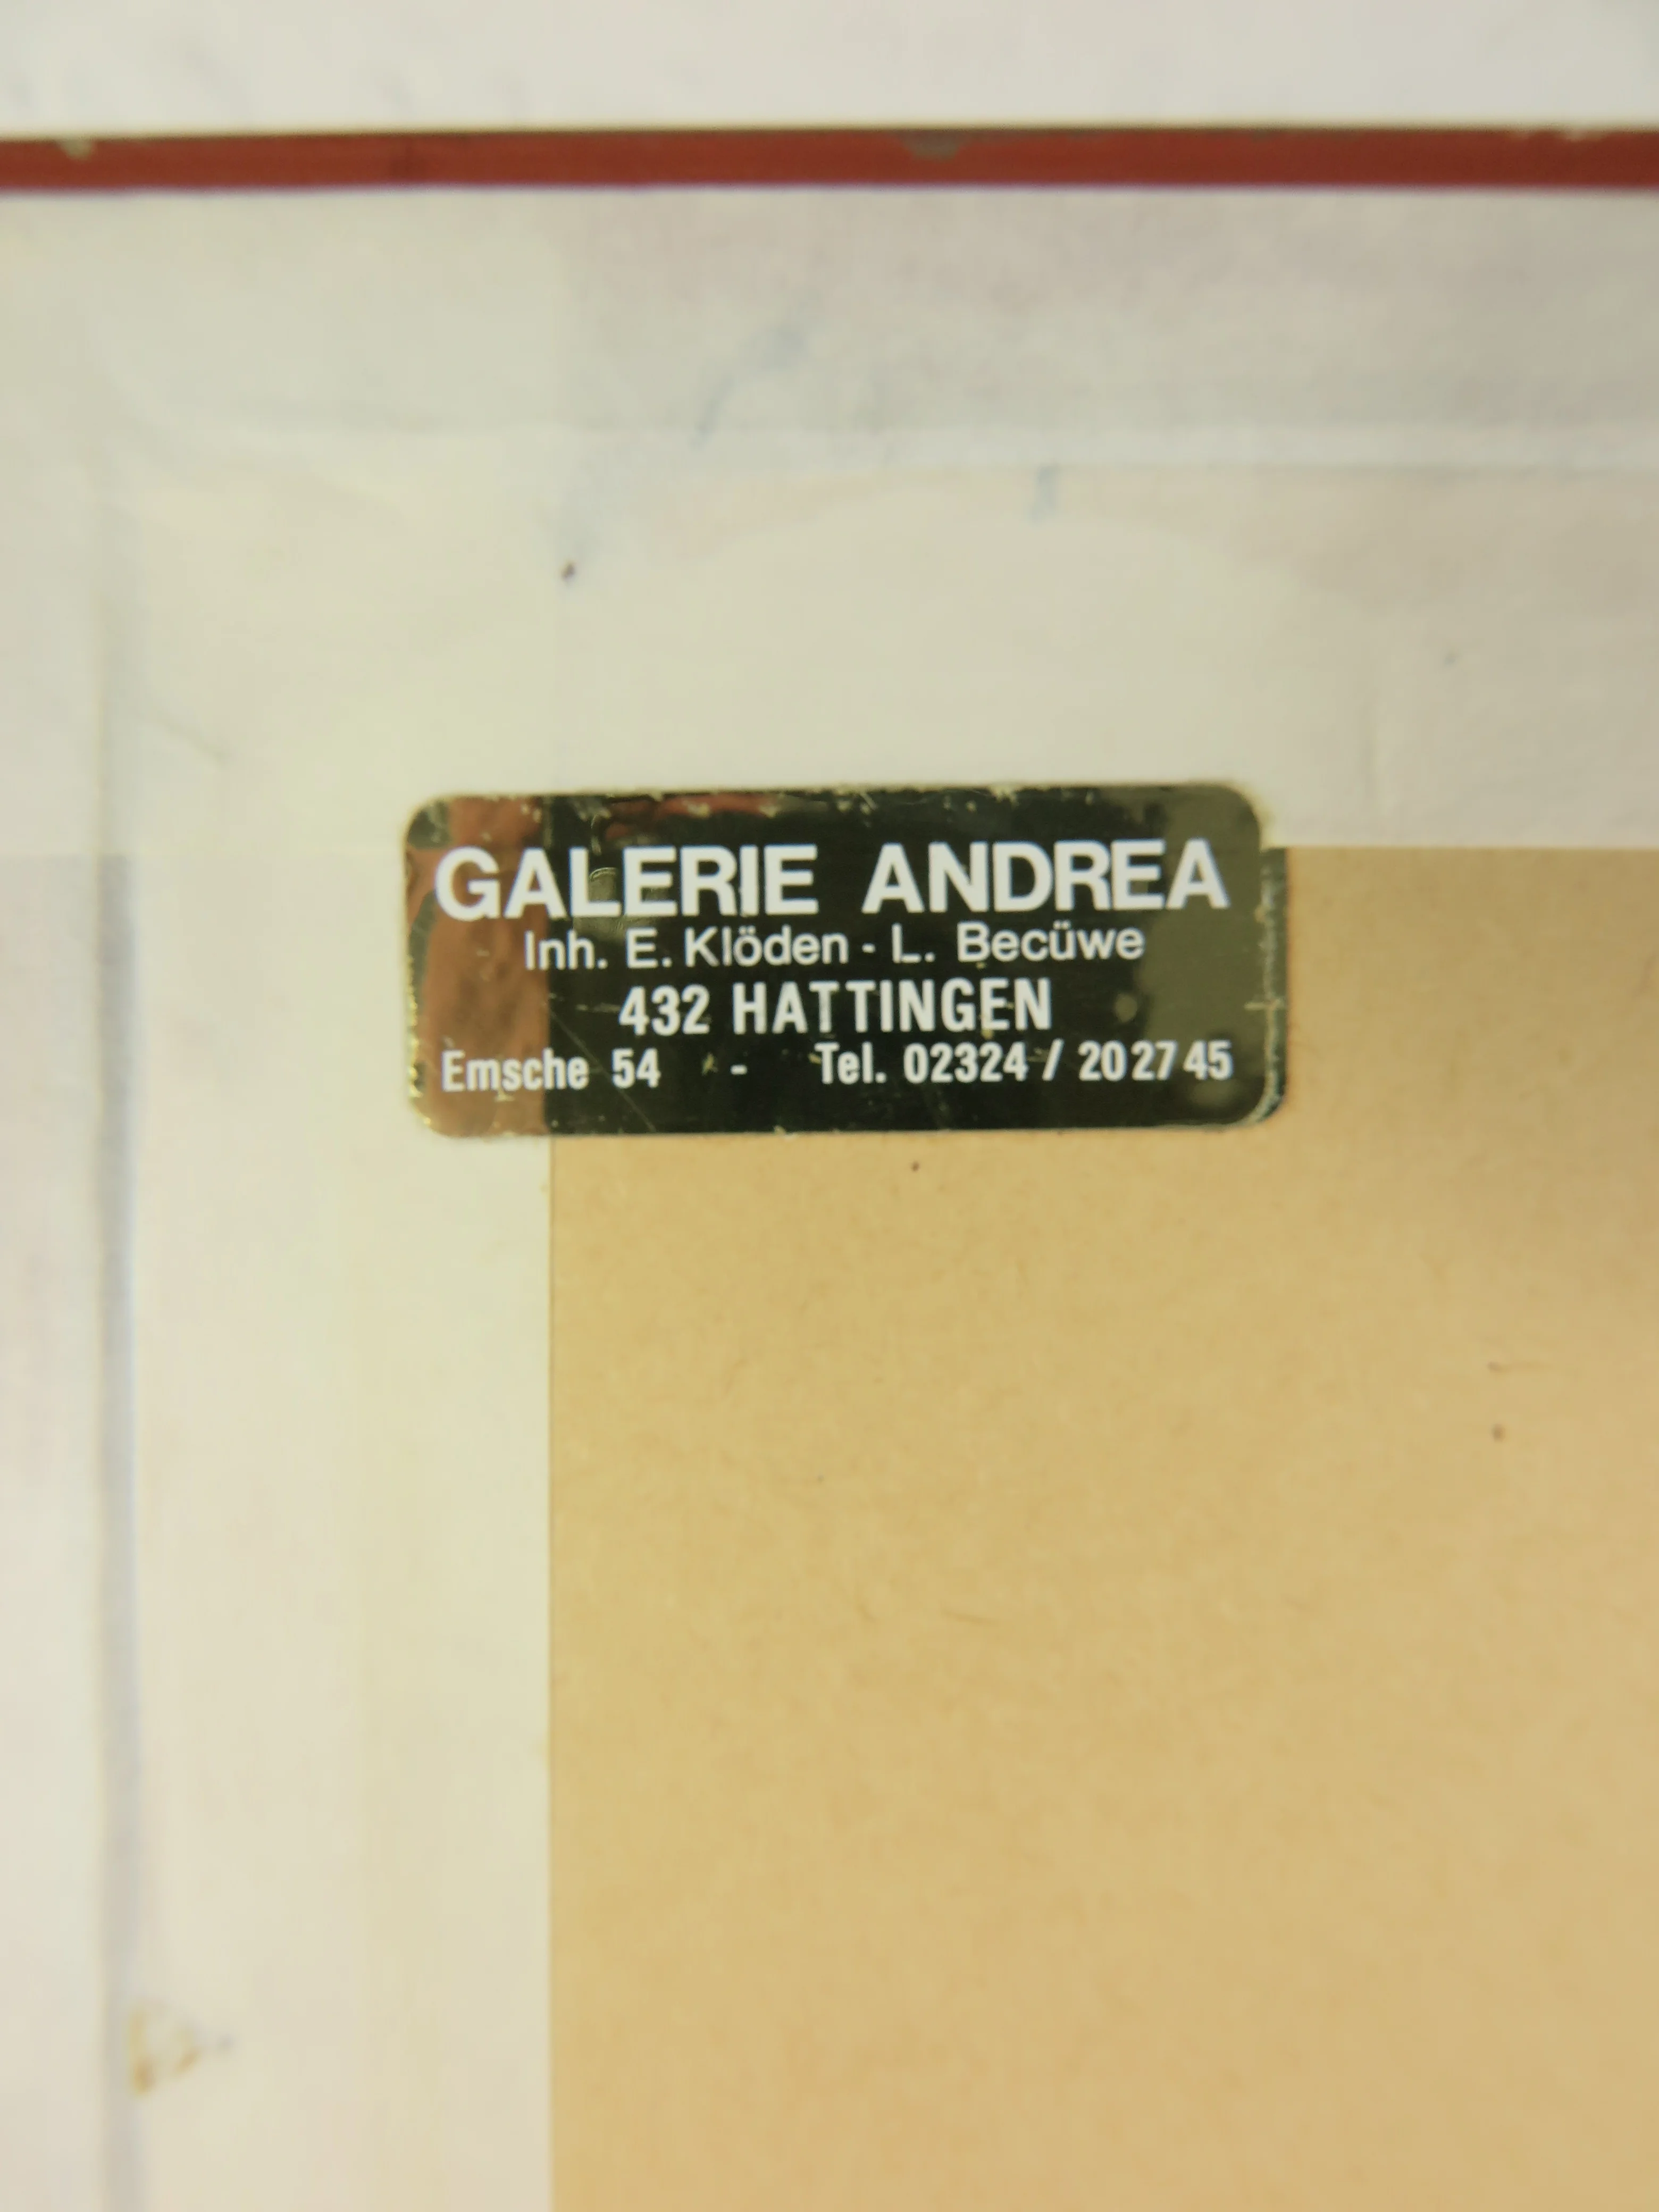 GALERIE ANDREA
Inh. E. Klöden - L. Becüwe
432 HATTINGEN
Emsche 54 - Tel. 02324 / 202745